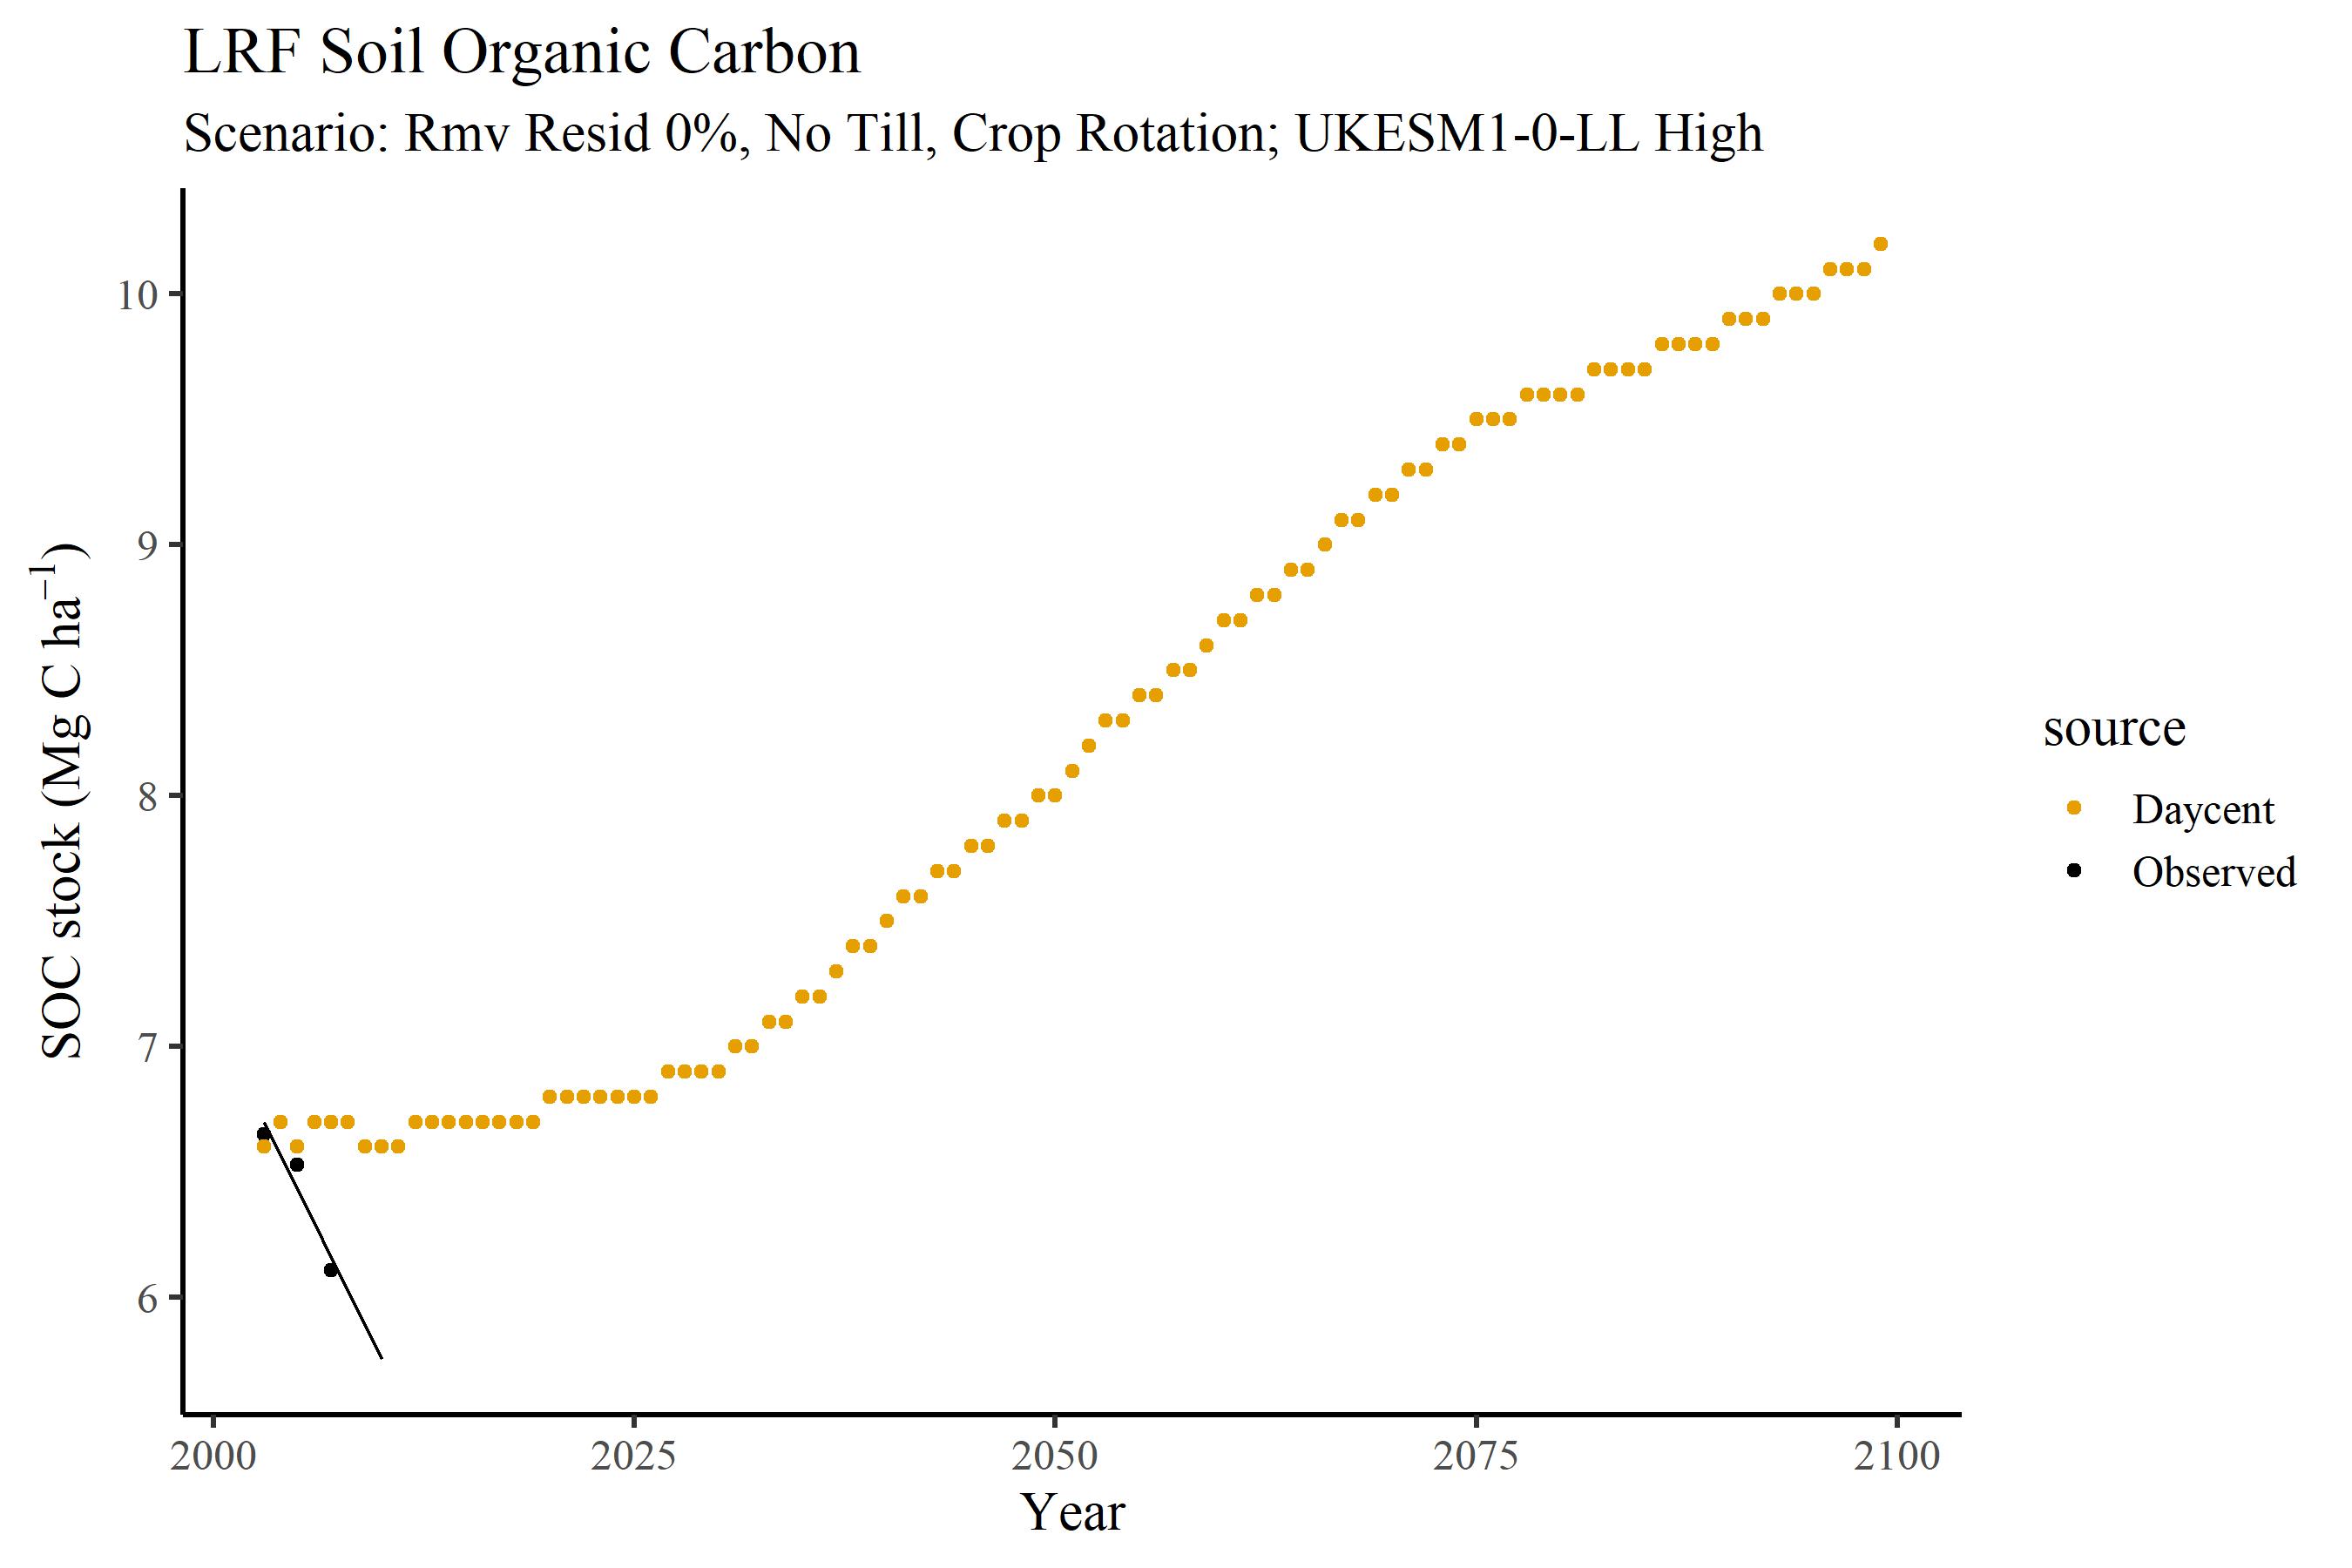 LRF Soil Organic Carbon
Scenario: Rmv Resid 0%, No Till, Crop Rotation; UKESM1-0-LL High
SOC stock (Mg C ha⁻¹)
10
9
8
7
6
2000 2025 2050 2075 2100
Year
source
Daycent
Observed